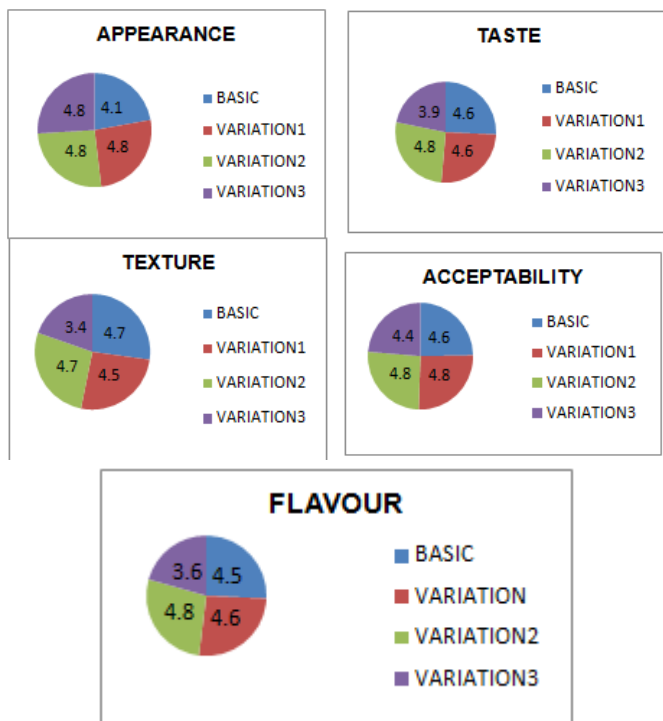 APPEARANCE
4.8 4.1
4.8 4.8
BASIC
VARIATION1
VARIATION2
VARIATION3
TASTE
3.9 4.6
4.8 4.6
BASIC
VARIATION1
VARIATION2
VARIATION3
TEXTURE
3.4 4.7
4.7 4.5
BASIC
VARIATION1
VARIATION2
VARIATION3
ACCEPTABILITY
4.4 4.6
4.8 4.8
BASIC
VARIATION1
VARIATION2
VARIATION3
FLAVOUR
3.6 4.5
4.8 4.6
BASIC
VARIATION
VARIATION2
VARIATION3